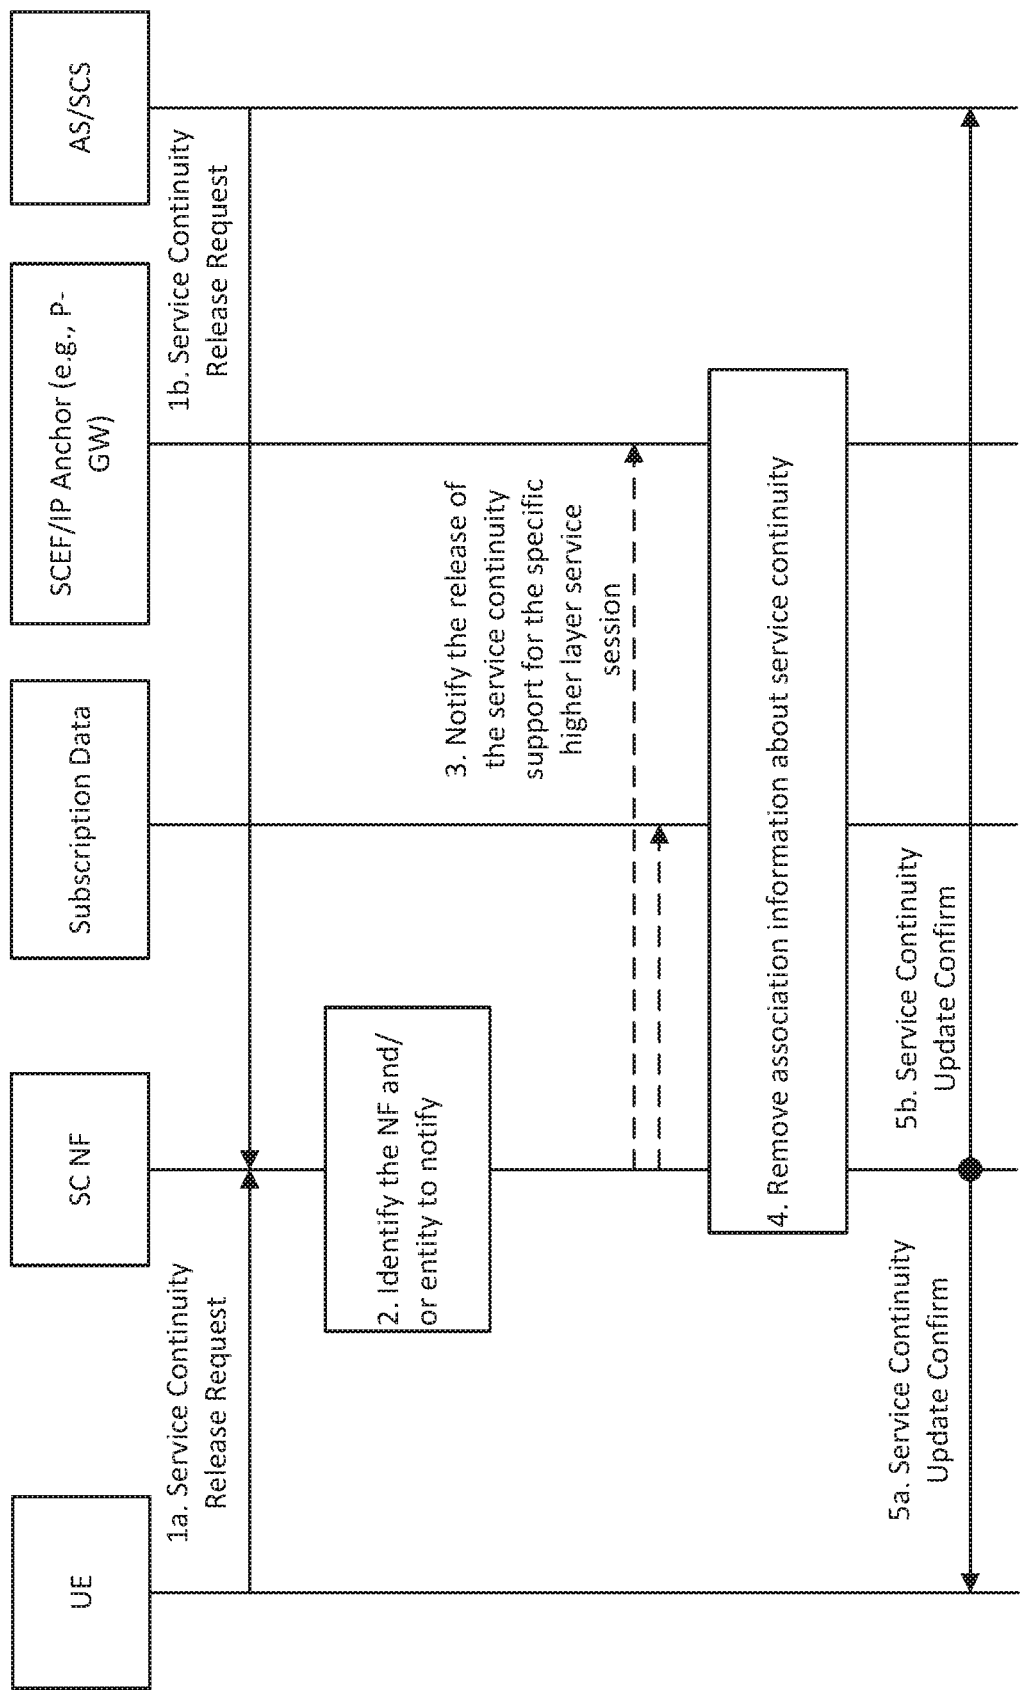 UE
SC NF
Subscription Data
SCEF/IP Anchor (e.g., P-
GW)
AS/SCS
1a. Service Continuity
Release Request
1b. Service Continuity
Release Request
2. Identify the NF and/
or entity to notify
3. Notify the release of
the service continuity
support for the specific
higher layer service
session
4. Remove association information about service continuity
5a. Service Continuity
Update Confirm
5b. Service Continuity
Update Confirm